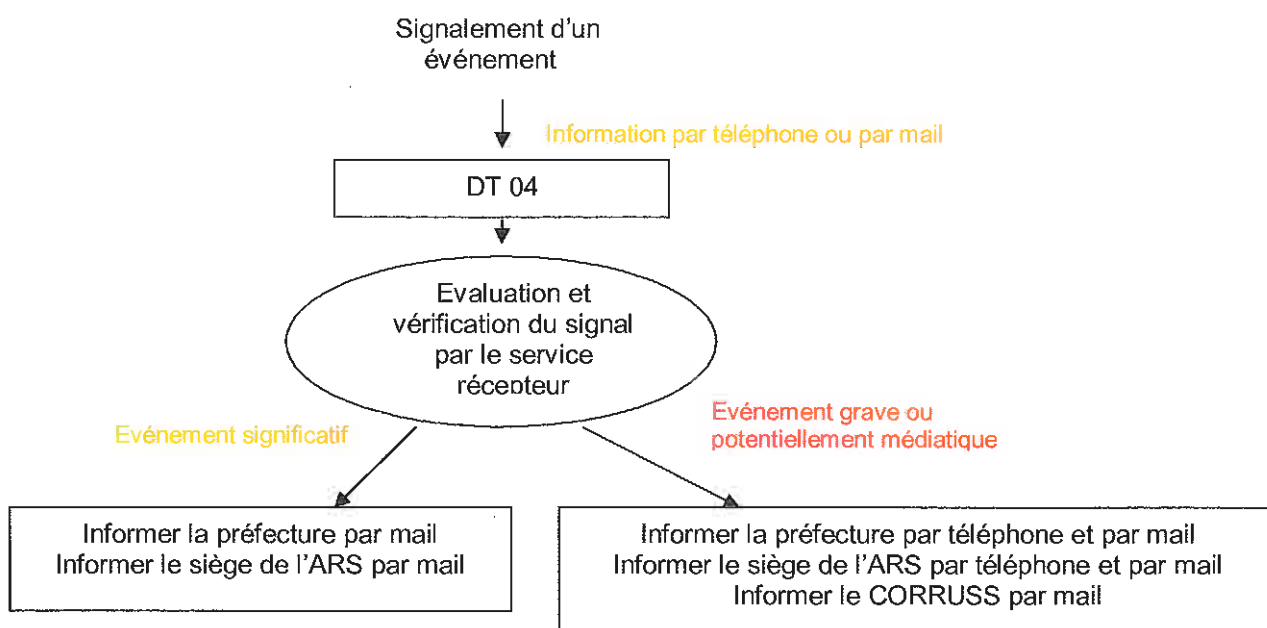 Signalement d'un
événement
Information par téléphone ou par mail
DT 04
Evaluation et
vérification du signal
par le service
récepteur
Evénement significatif
Evénement grave ou
potentiellement médiatique
Informer la préfecture par mail
Informer le siège de l'ARS par mail
Informer la préfecture par téléphone et par mail
Informer le siège de l'ARS par téléphone et par mail
Informer le CORRUSS par mail